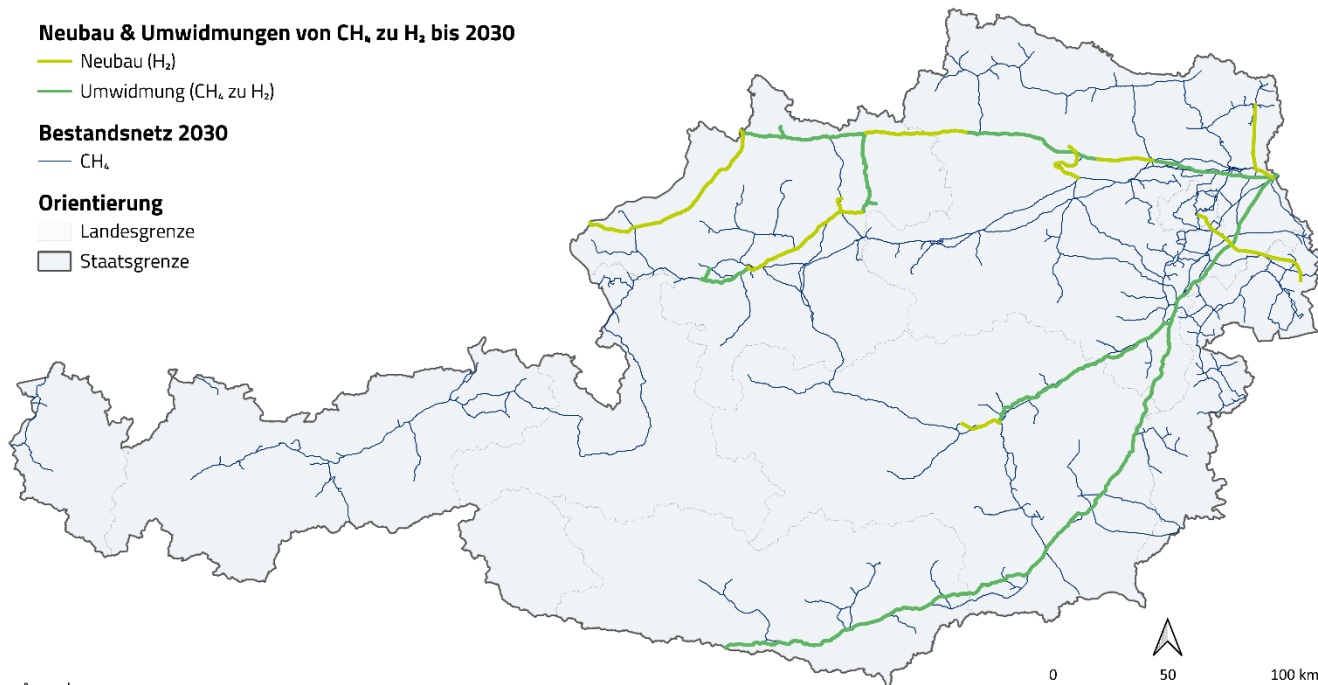 Neubau & Umwidmungen von CH₄ zu H₂ bis 2030
Neubau (H₂)
Umwidmung (CH₄ zu H₂)
Bestandsnetz 2030
CH₄
Orientierung
Landesgrenze
Staatsgrenze
0 50 100 km